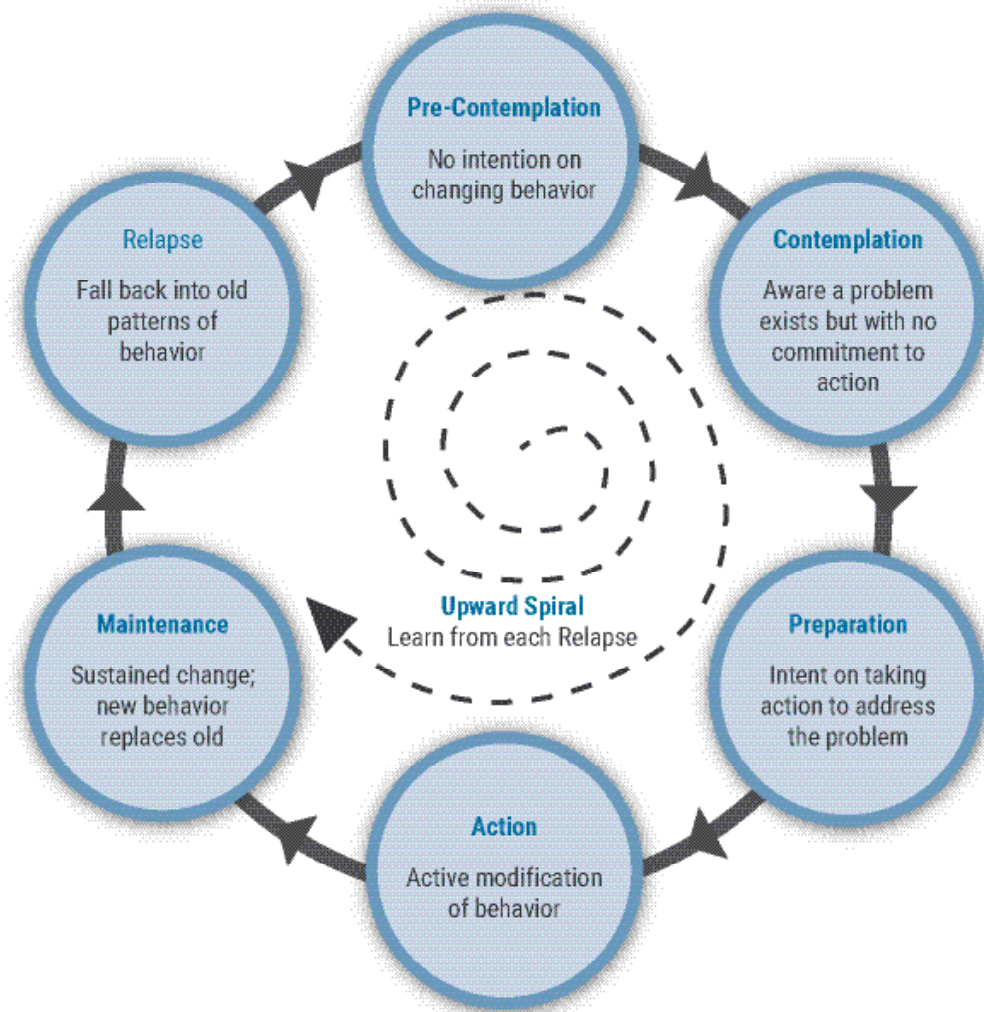 Pre-Contemplation
No intention on
changing behavior
Contemplation
Aware a problem
exists but with no
commitment to
action
Preparation
Intent on taking
action to address
the problem
Action
Active modification
of behavior
Maintenance
Sustained change;
new behavior
replaces old
Relapse
Fall back into old
patterns of
behavior
Upward Spiral
Learn from each Relapse